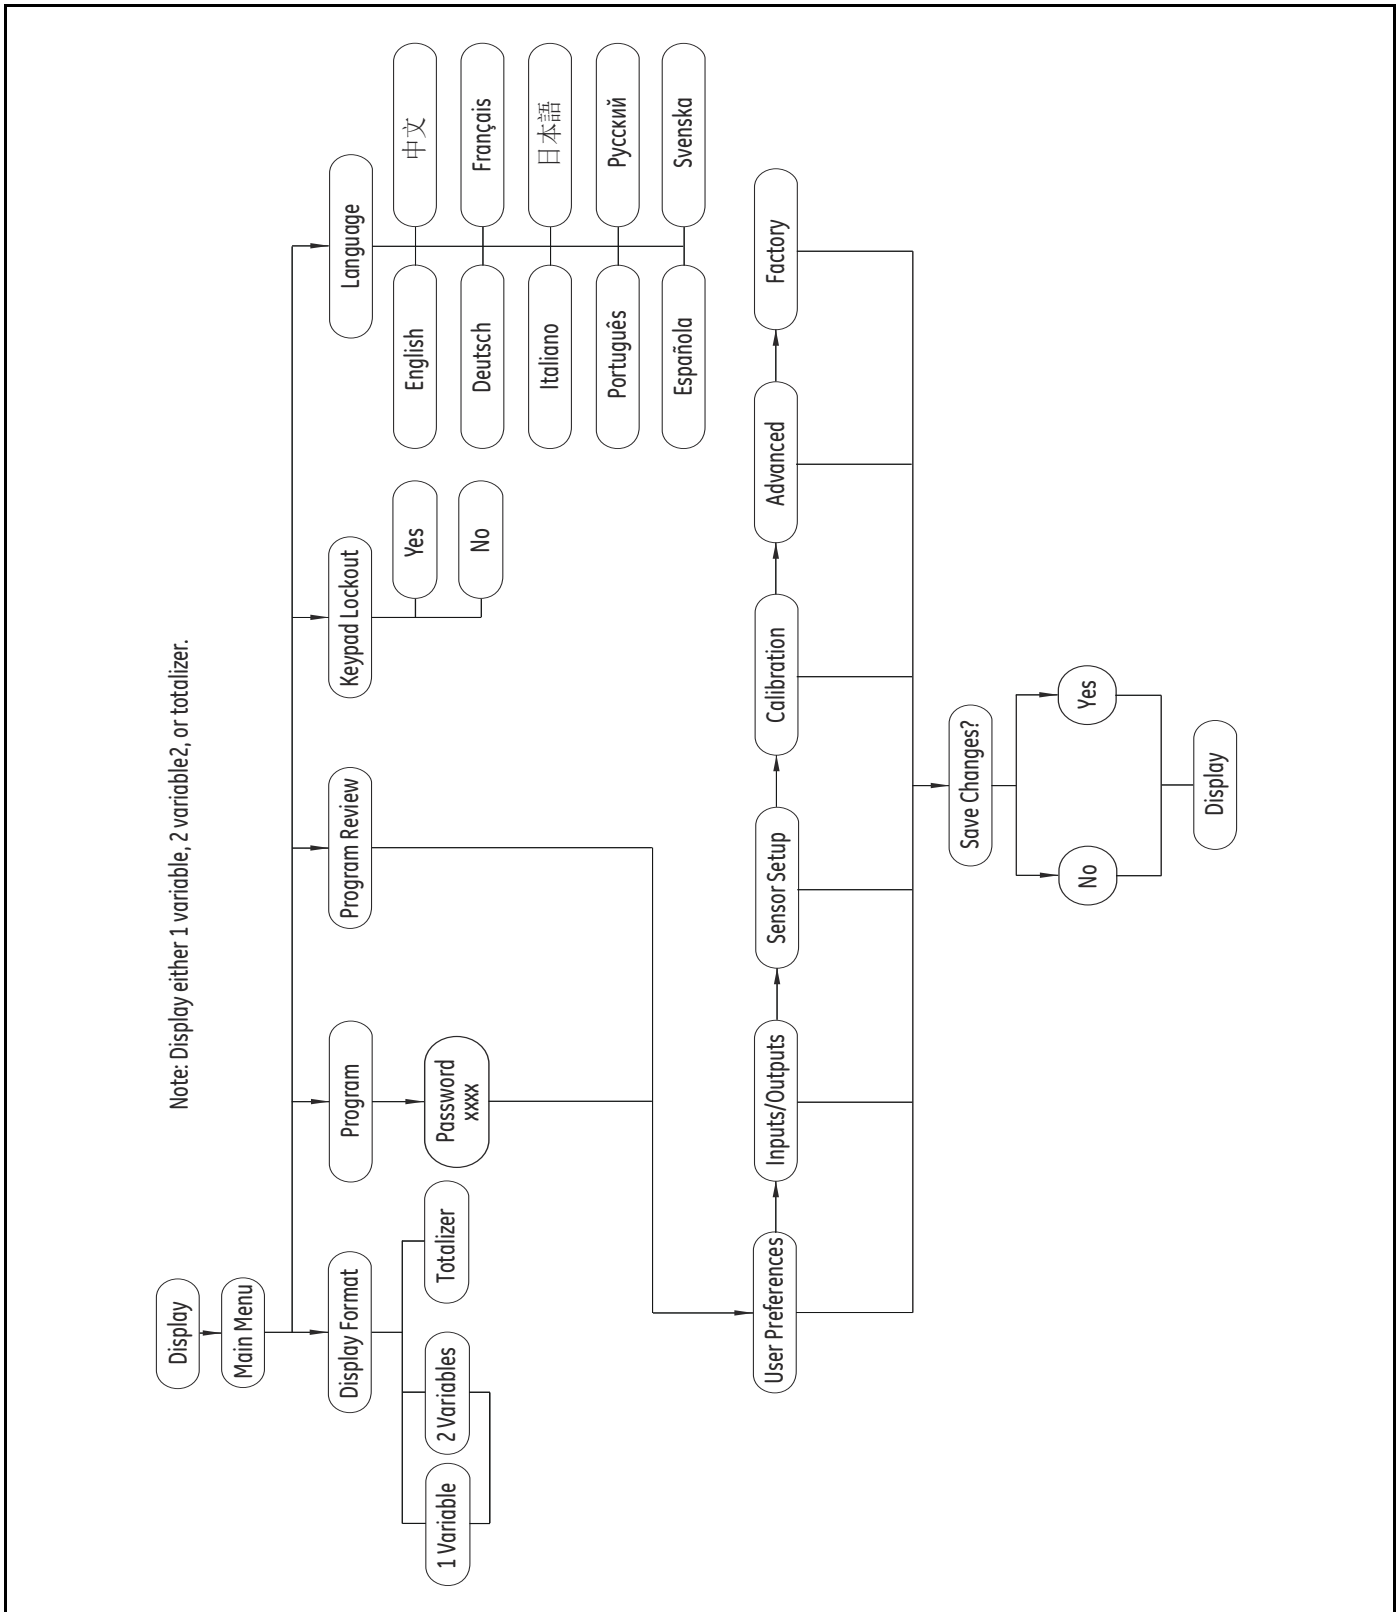 Note: Display either 1 variable, 2 variable2, or totalizer.
Display
Main Menu
Display Format
Program
Program Review
Keypad Lockout
Language
1 Variable
2 Variables
Totalizer
Password
xxxx
Yes
No
English
中文
Deutsch
Français
Italiano
日本語
Português
Русский
Española
Svenska
User Preferences
Inputs/Outputs
Sensor Setup
Calibration
Advanced
Factory
Save Changes?
No
Yes
Display